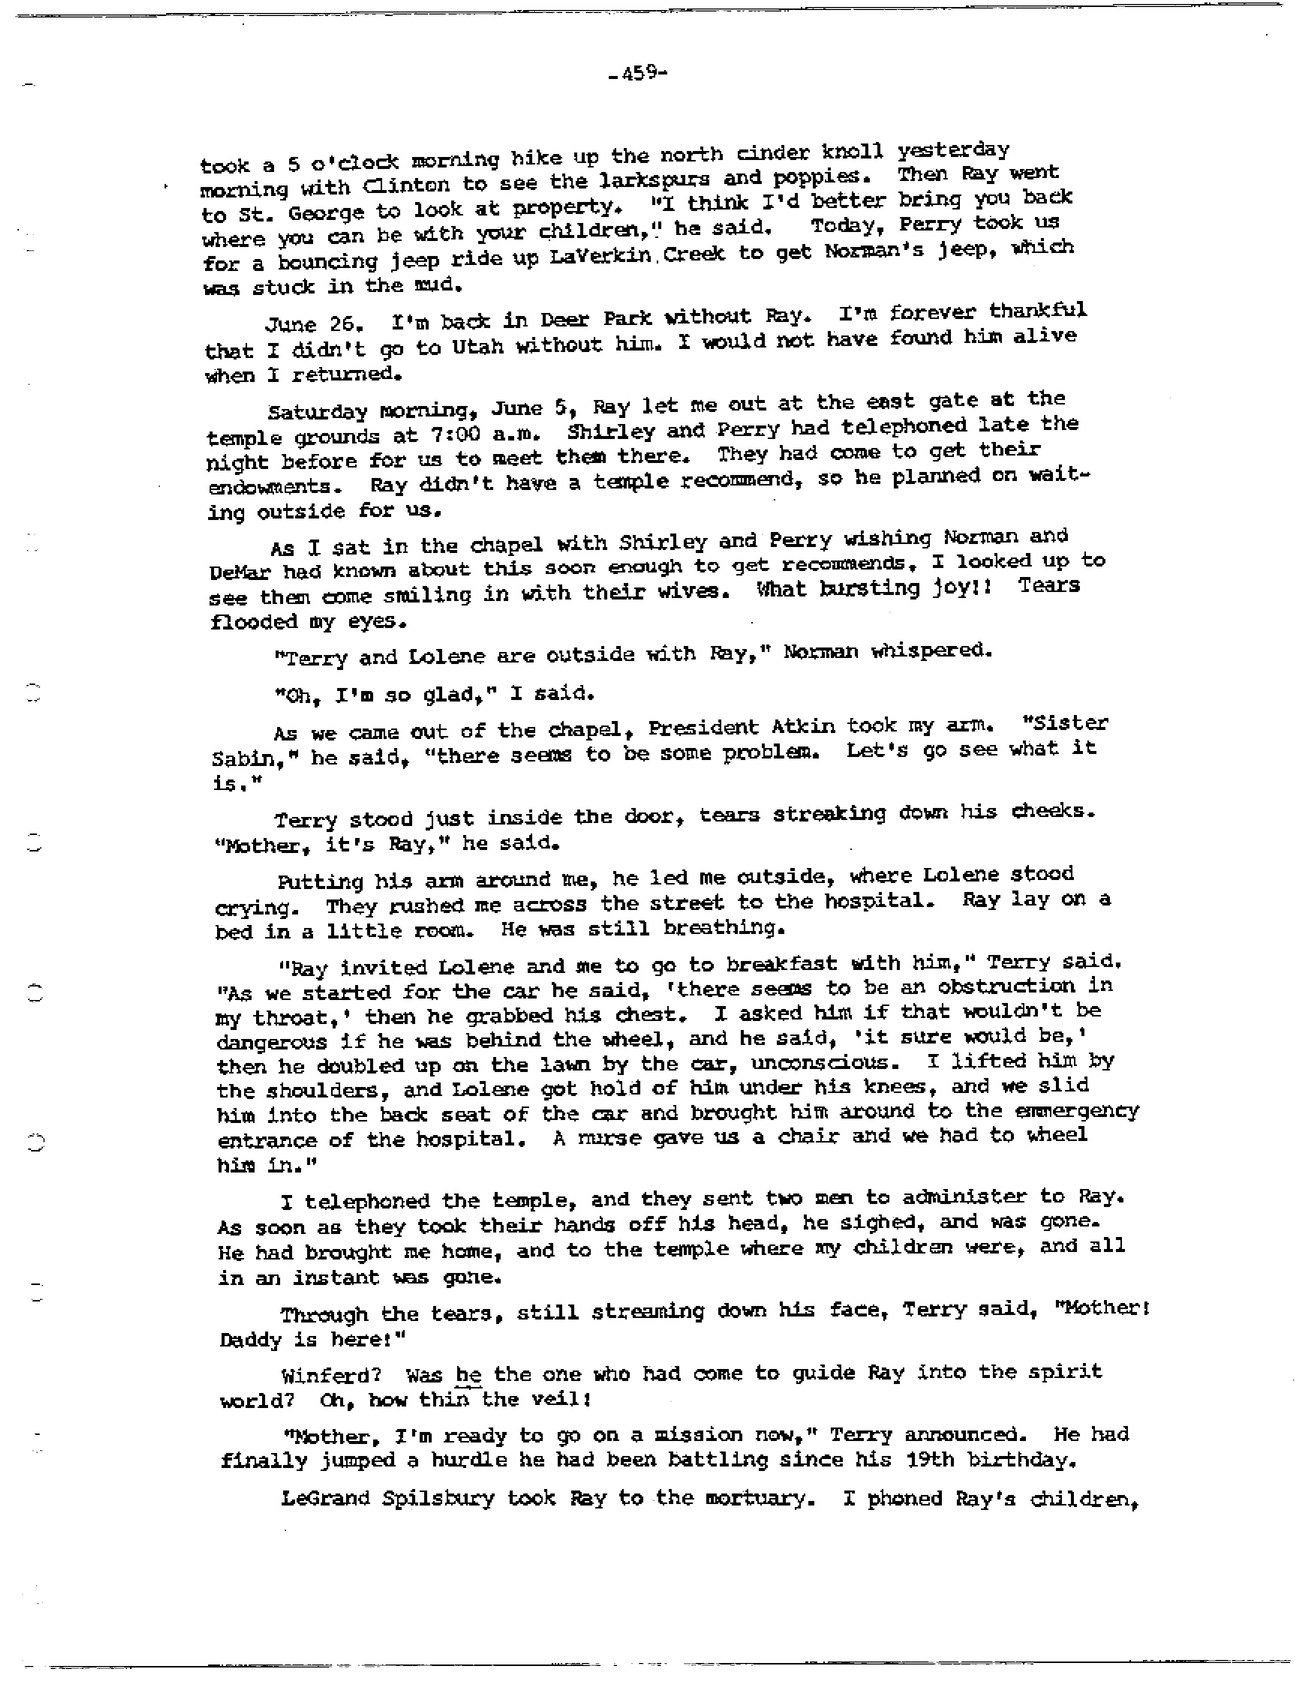 -459-
took a 5 o'clock morning hike up the north cinder knoll yesterday
morning with Clinton to see the larkspurs and poppies. Then Ray went
to St. George to look at property. "I think I'd better bring you back
where you can be with your children," he said. Today, Perry took us
for a bouncing jeep ride up LaVerkin Creek to get Norman's jeep, which
was stuck in the mud.
June 26. I'm back in Deer Park without Ray. I'm forever thankful
that I didn't go to Utah without him. I would not have found him alive
when I returned.
Saturday morning, June 5, Ray let me out at the east gate at the
temple grounds at 7:00 a.m. Shirley and Perry had telephoned late the
night before for us to meet them there. They had come to get their
endowments. Ray didn't have a temple recommend, so he planned on wait-
ing outside for us.
As I sat in the chapel with Shirley and Perry wishing Norman and
DeMar had known about this soon enough to get recommends, I looked up to
see them come smiling in with their wives. What bursting joy!! Tears
flooded my eyes.
"Terry and Lolene are outside with Ray," Norman whispered.
"Oh, I'm so glad," I said.
As we came out of the chapel, President Atkin took my arm. "Sister
Sabin," he said, "there seems to be some problem. Let's go see what it
is."
Terry stood just inside the door, tears streaking down his cheeks.
"Mother, it's Ray," he said.
Putting his arm around me, he led me outside, where Lolene stood
crying. They rushed me across the street to the hospital. Ray lay on a
bed in a little room. He was still breathing.
"Ray invited Lolene and me to go to breakfast with him," Terry said.
"As we started for the car he said, 'there seems to be an obstruction in
my throat,' then he grabbed his chest. I asked him if that wouldn't be
dangerous if he was behind the wheel, and he said, 'it sure would be,'
then he doubled up on the lawn by the car, unconscious. I lifted him by
the shoulders, and Lolene got hold of him under his knees, and we slid
him into the back seat of the car and brought him around to the emmergency
entrance of the hospital. A nurse gave us a chair and we had to wheel
him in."
I telephoned the temple, and they sent two men to administer to Ray.
As soon as they took their hands off his head, he sighed, and was gone.
He had brought me home, and to the temple where my children were, and all
in an instant was gone.
Through the tears, still streaming down his face, Terry said, "Mother!
Daddy is here!"
Winferd? Was he the one who had come to guide Ray into the spirit
world? Oh, how thin the veil!
"Mother, I'm ready to go on a mission now," Terry announced. He had
finally jumped a hurdle he had been battling since his 19th birthday.
LeGrand Spilsbury took Ray to the mortuary. I phoned Ray's children,